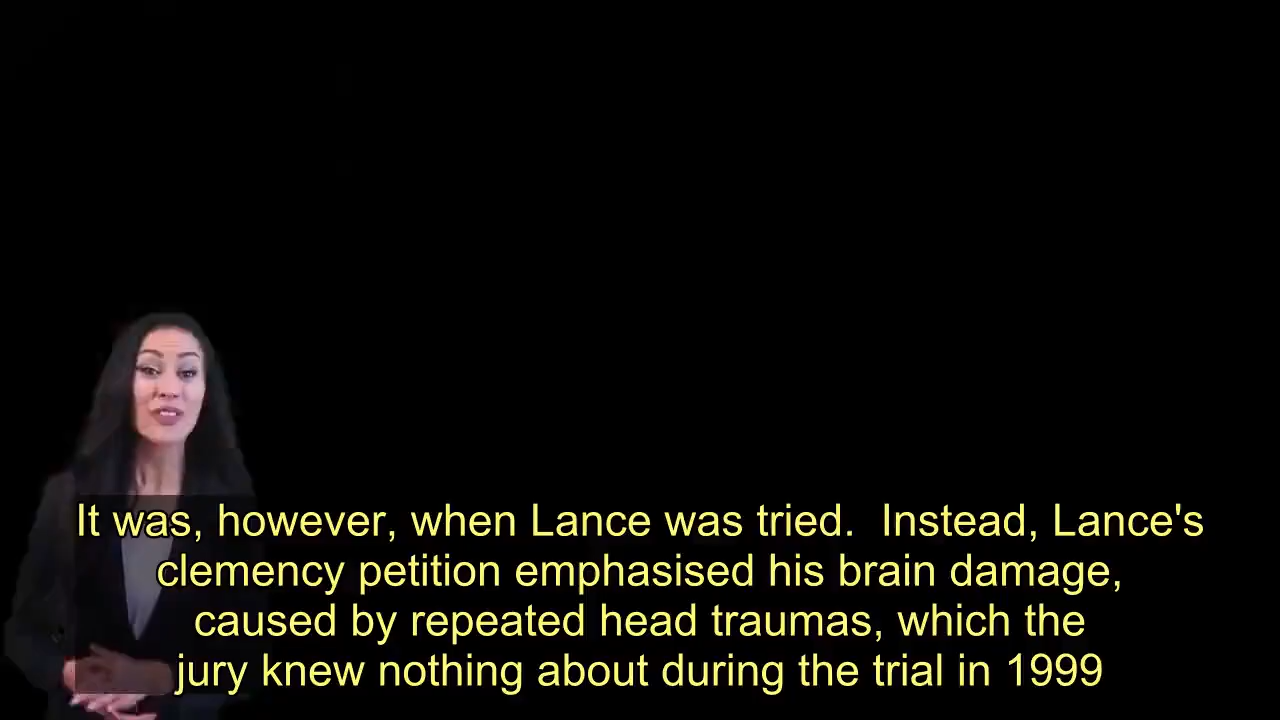 It was, however, when Lance was tried.  Instead, Lance's
clemency petition emphasised his brain damage,
caused by repeated head traumas, which the
jury knew nothing about during the trial in 1999